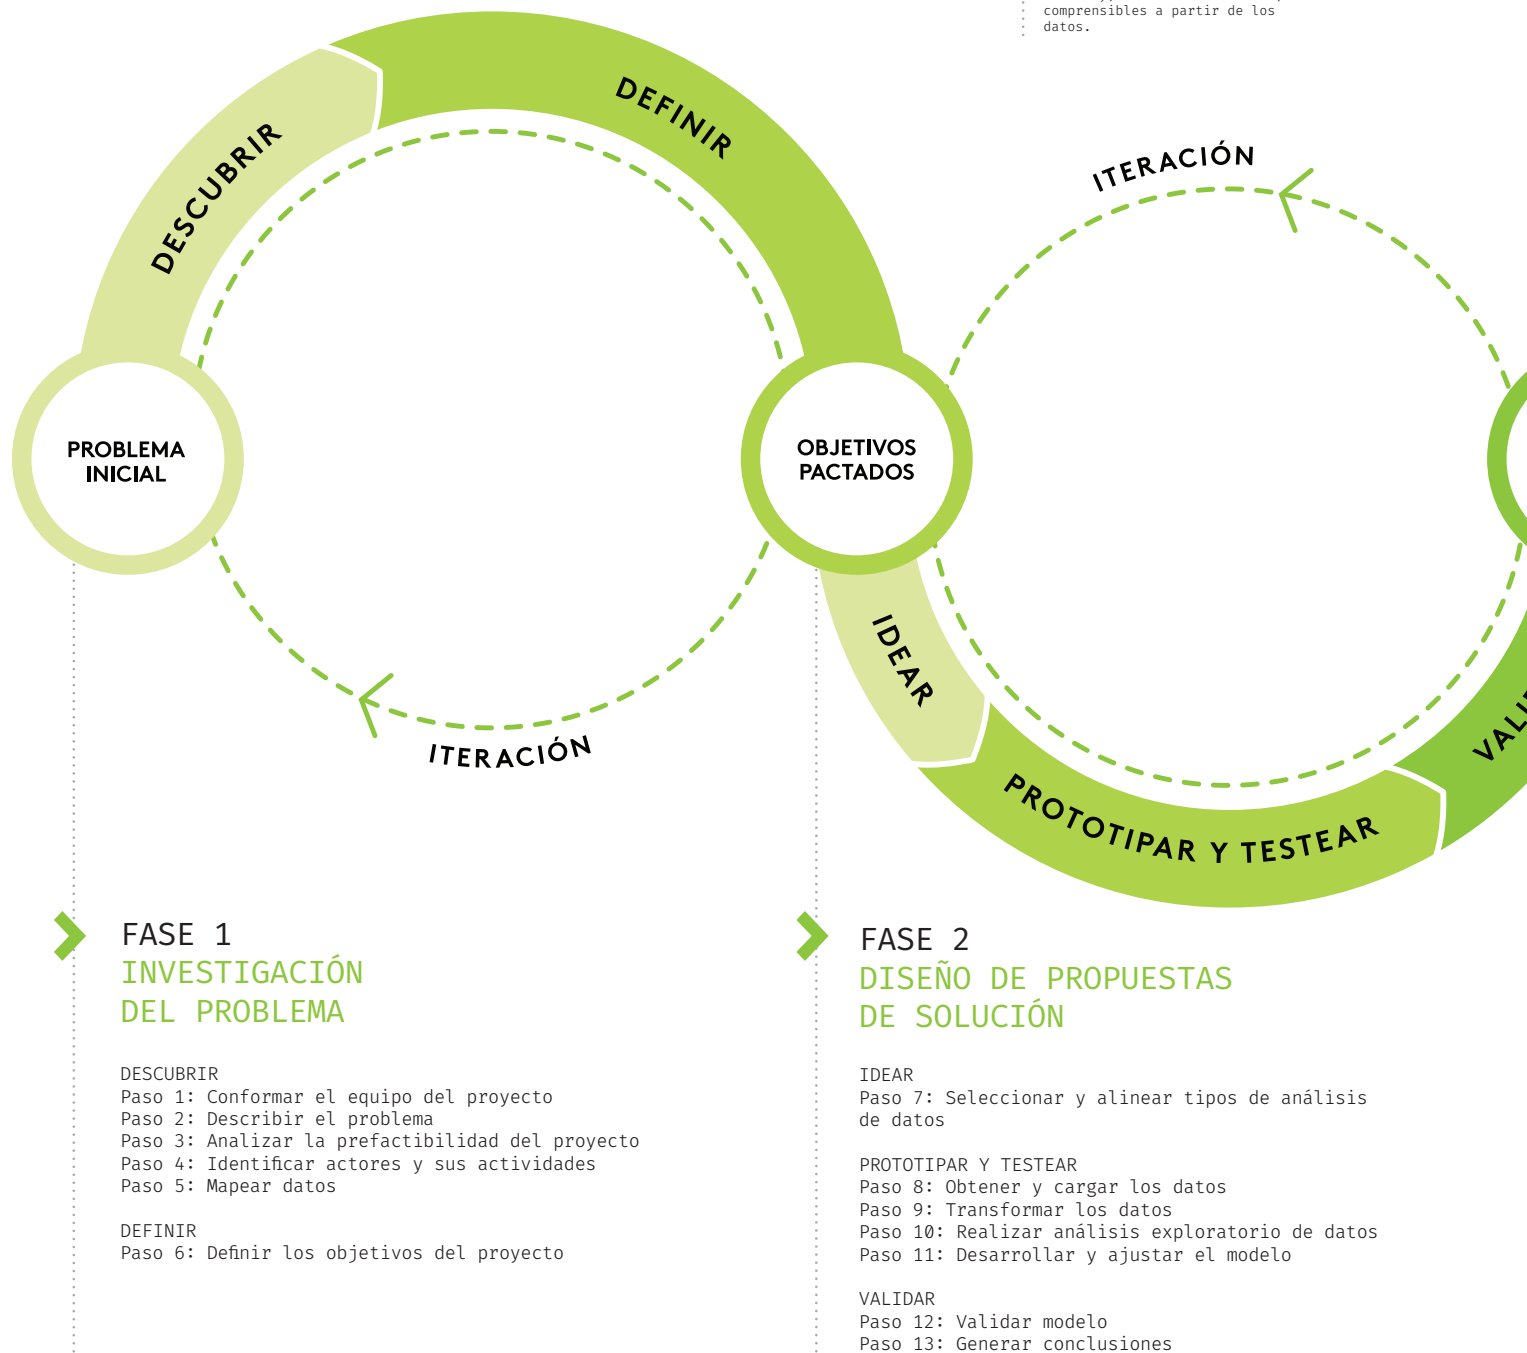 comprensibles a partir de los
datos.
DESCUBRIR
DEFINIR
ITERACIÓN
PROBLEMA
INICIAL
OBJETIVOS
PACTADOS
IDEAR
ITERACIÓN
PROTOTIPAR Y TESTEAR
FASE 1
INVESTIGACIÓN
DEL PROBLEMA
DESCUBRIR
Paso 1: Conformar el equipo del proyecto
Paso 2: Describir el problema
Paso 3: Analizar la prefactibilidad del proyecto
Paso 4: Identificar actores y sus actividades
Paso 5: Mapear datos
DEFINIR
Paso 6: Definir los objetivos del proyecto
FASE 2
DISEÑO DE PROPUESTAS
DE SOLUCIÓN
IDEAR
Paso 7: Seleccionar y alinear tipos de análisis
de datos
PROTOTIPAR Y TESTEAR
Paso 8: Obtener y cargar los datos
Paso 9: Transformar los datos
Paso 10: Realizar análisis exploratorio de datos
Paso 11: Desarrollar y ajustar el modelo
VALIDAR
Paso 12: Validar modelo
Paso 13: Generar conclusiones